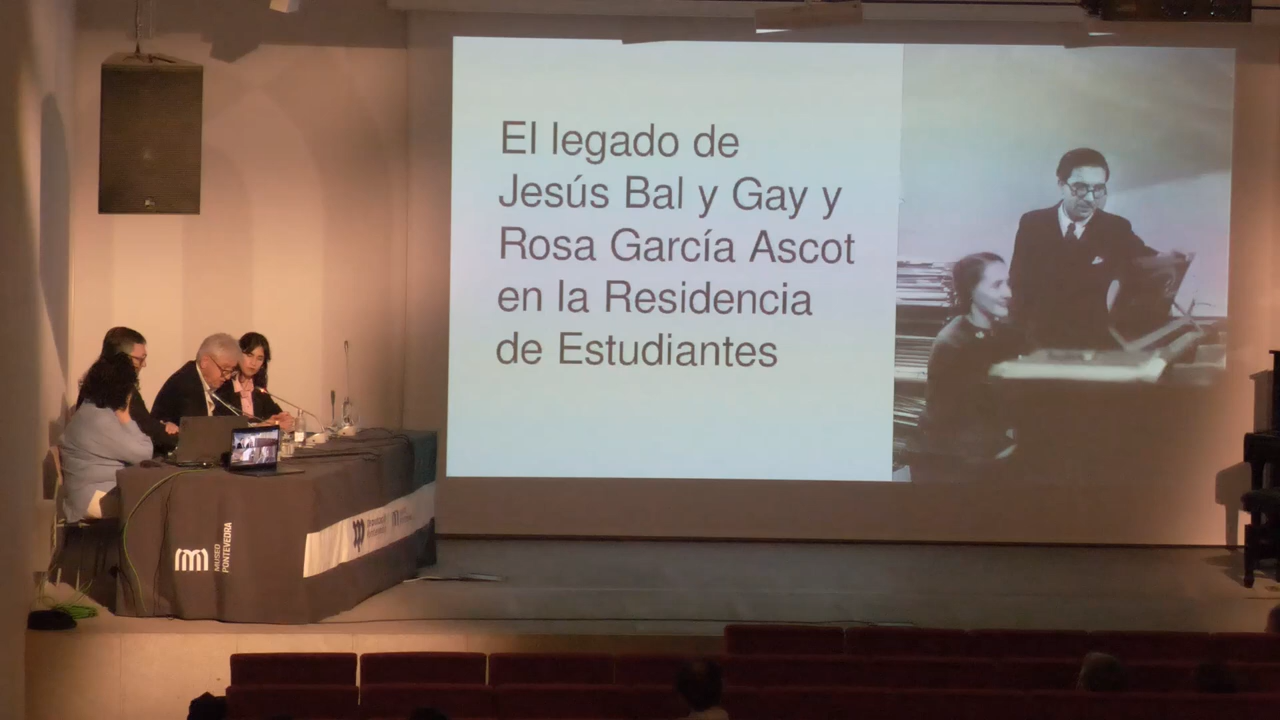 El legado de
Jesús Bal y Gay y
Rosa García Ascot
en la Residencia
de Estudiantes
MUSEO
PONTEVEDRA